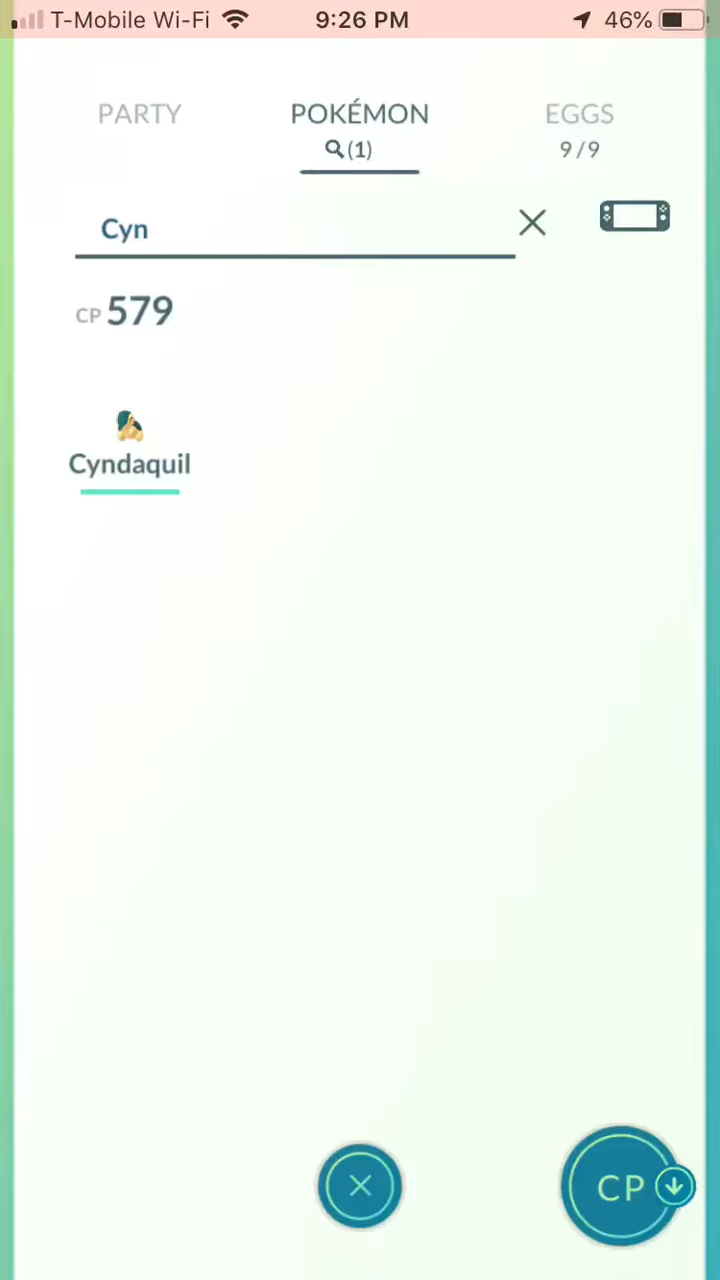 T-Mobile Wi-Fi 9:26 PM 46%
PARTY POKÉMON EGGS
(1) 9/9
Cyn
CP 579
Cyndaquil
CP